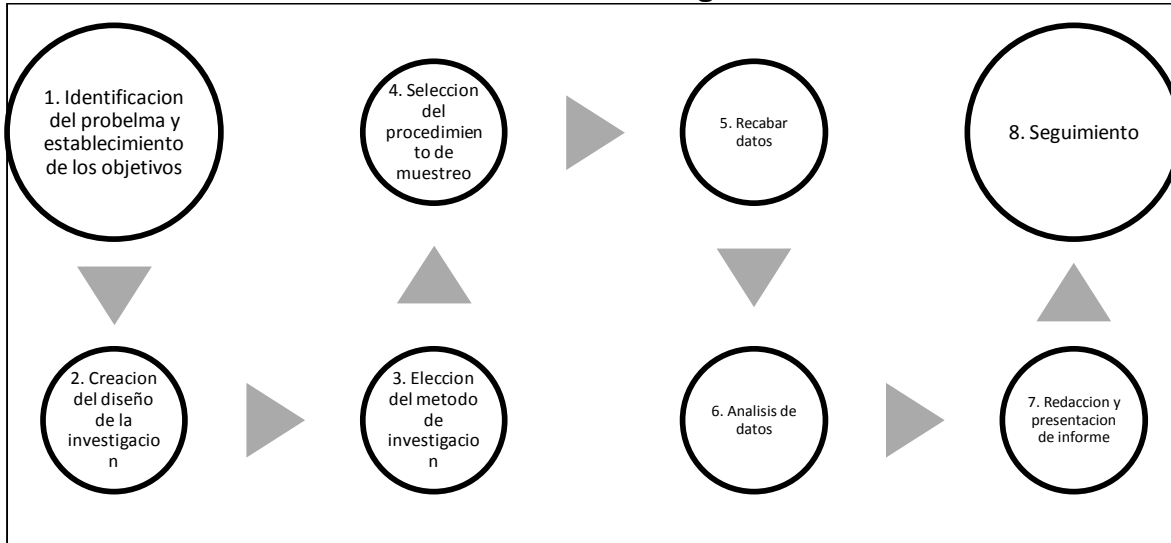 1. Identificacion
del probelma y
establecimiento
de los objetivos
2. Creacion
del diseño
de la
investigacio
n
3. Eleccion
del metodo
de
investigacio
n
4. Seleccion
del
procedimien
to de
muestreo
5. Recabar
datos
6. Analisis de
datos
7. Redaccion y
presentacion
de informe
8. Seguimiento